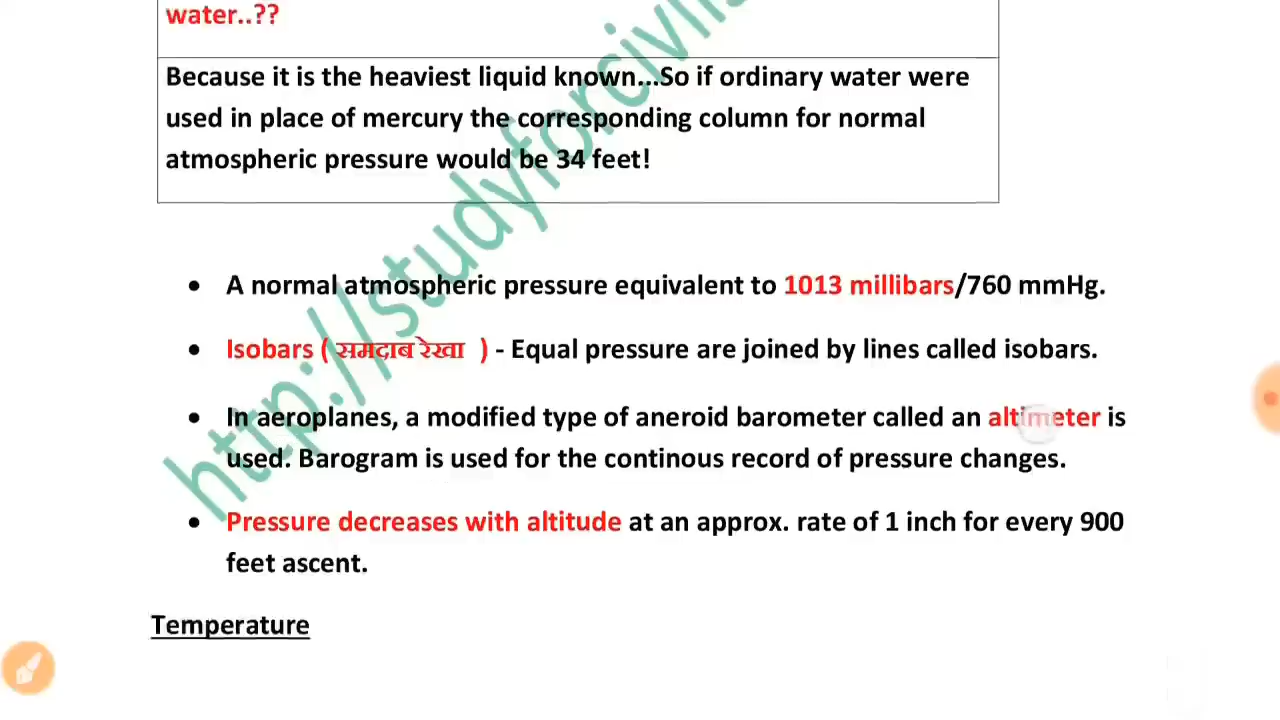 water..??
Because it is the heaviest liquid known...So if ordinary water were
used in place of mercury the corresponding column for normal
atmospheric pressure would be 34 feet!
• A normal atmospheric pressure equivalent to 1013 millibars/760 mmHg.
• Isobars ( समदाब रेखा ) - Equal pressure are joined by lines called isobars.
• In aeroplanes, a modified type of aneroid barometer called an altimeter is
used. Barogram is used for the continous record of pressure changes.
• Pressure decreases with altitude at an approx. rate of 1 inch for every 900
feet ascent.
Temperature
http://studyforcivils